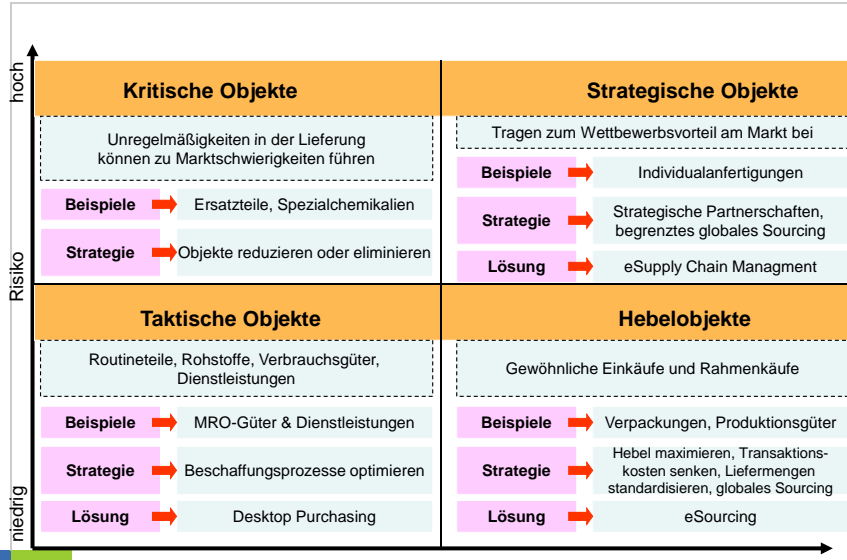 hoch
Risiko
niedrig
Kritische Objekte
Unregelmäßigkeiten in der Lieferung
können zu Marktschwierigkeiten führen
Beispiele
Ersatzteile, Spezialchemikalien
Strategie
Objekte reduzieren oder eliminieren
Strategische Objekte
Tragen zum Wettbewerbsvorteil am Markt bei
Beispiele
Individualanfertigungen
Strategie
Strategische Partnerschaften,
begrenztes globales Sourcing
Lösung
eSupply Chain Managment
Taktische Objekte
Routineteile, Rohstoffe, Verbrauchsgüter,
Dienstleistungen
Beispiele
MRO-Güter & Dienstleistungen
Strategie
Beschaffungsprozesse optimieren
Lösung
Desktop Purchasing
Hebelobjekte
Gewöhnliche Einkäufe und Rahmenkäufe
Beispiele
Verpackungen, Produktionsgüter
Strategie
Hebel maximieren, Transaktions-
kosten senken, Liefermengen
standardisieren, globales Sourcing
Lösung
eSourcing